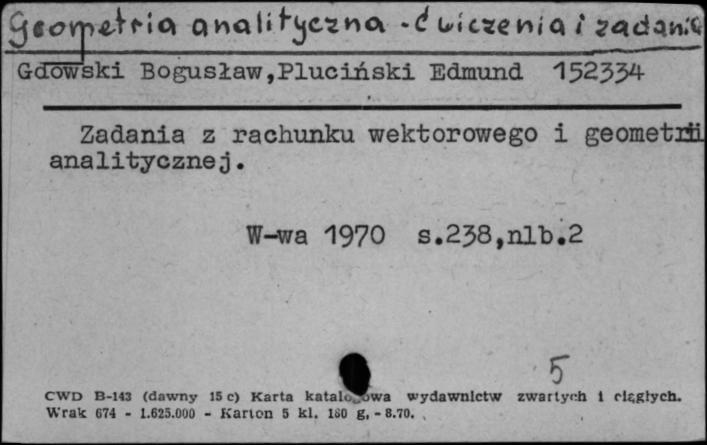 Geometria analityczna - ćwiczenia i zadania
Gdowski Bogusław,Pluciński Edmund 152334
Zadania z rachunku wektorowego i geometrii
analitycznej.
W-wa 1970 s.238,nlb.2
5
CWD B-143 (dawny 15 c) Karta katalogowa wydawnictw zwartych i ciągłych.
Wrak 674 - 1.625.000 - Karton 5 kl. 180 g. - 8.70.